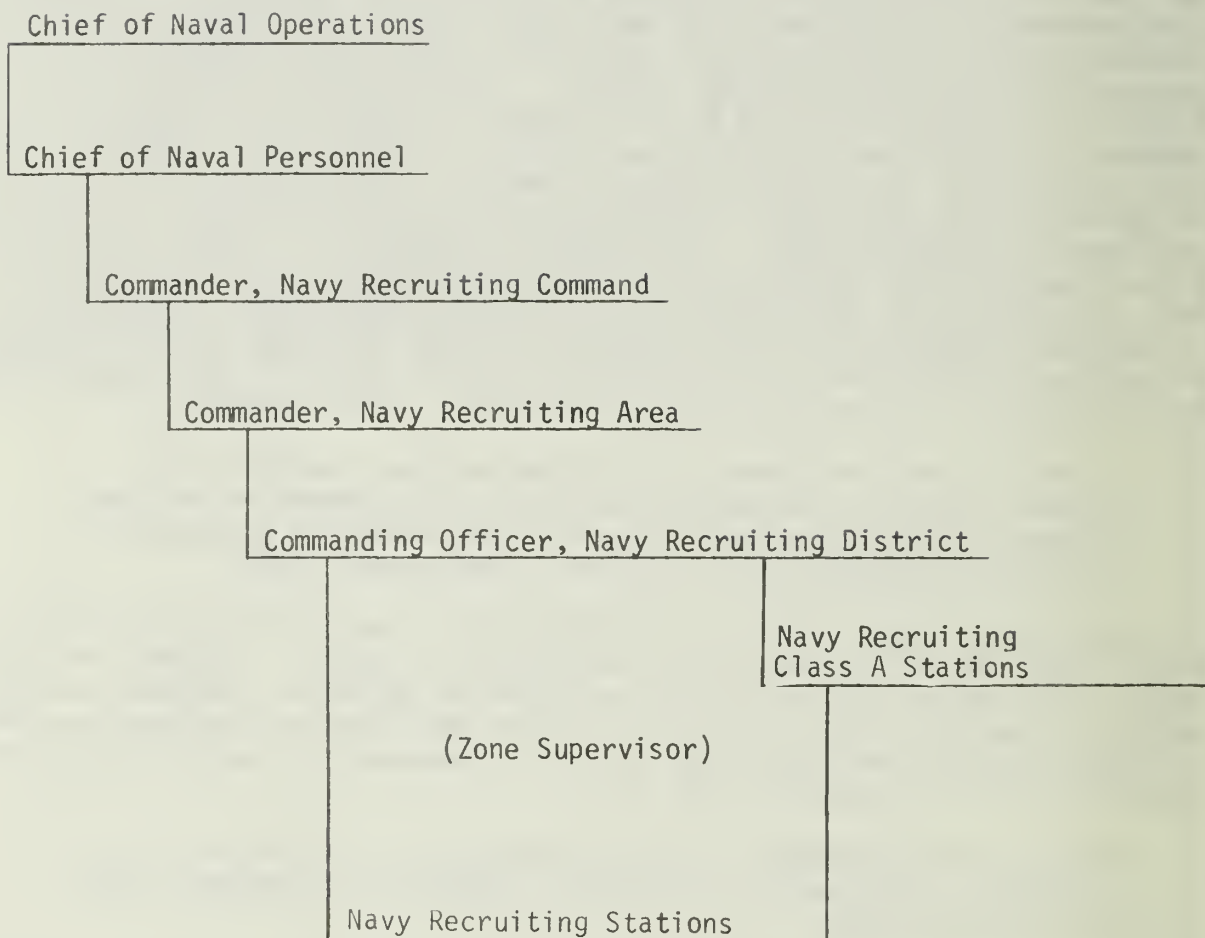 Chief of Naval Operations
Chief of Naval Personnel
Commander, Navy Recruiting Command
Commander, Navy Recruiting Area
Commanding Officer, Navy Recruiting District
Navy Recruiting
Class A Stations
(Zone Supervisor)
Navy Recruiting Stations